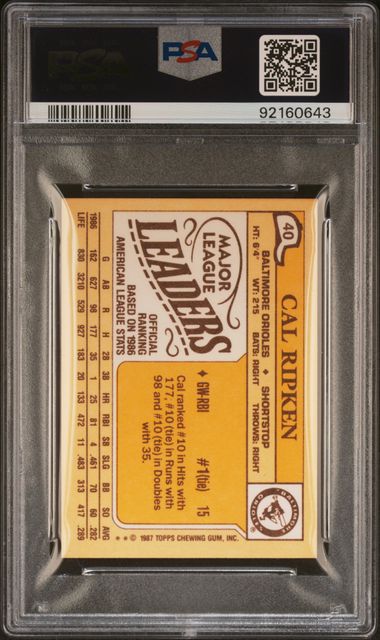 PSA
PSA
92160643
40
CAL RIPKEN
BALTIMORE ORIOLES ♦ SHORTSTOP
HT: 6'4" WT: 215 BATS: RIGHT THROWS: RIGHT
BALTIMORE
ORIOLES
MAJOR
LEAGUE
LEADERS
OFFICIAL
RANKING
BASED ON 1986
AMERICAN LEAGUE STATS
♦ GW-RBI #1(tie) 15
Cal ranked #10 in Hits with
177, #10 (tie) in Runs with
98 and #10 (tie) in Doubles
with 35.
G AB R H 2B 3B HR RBI SB SLG BB SO AVG
1986 162 627 98 177 35 1 25 81 4 .461 70 60 .282
LIFE 830 3210 529 927 183 20 133 472 11 .483 313 417 .289
** © 1987 TOPPS CHEWING GUM, INC.